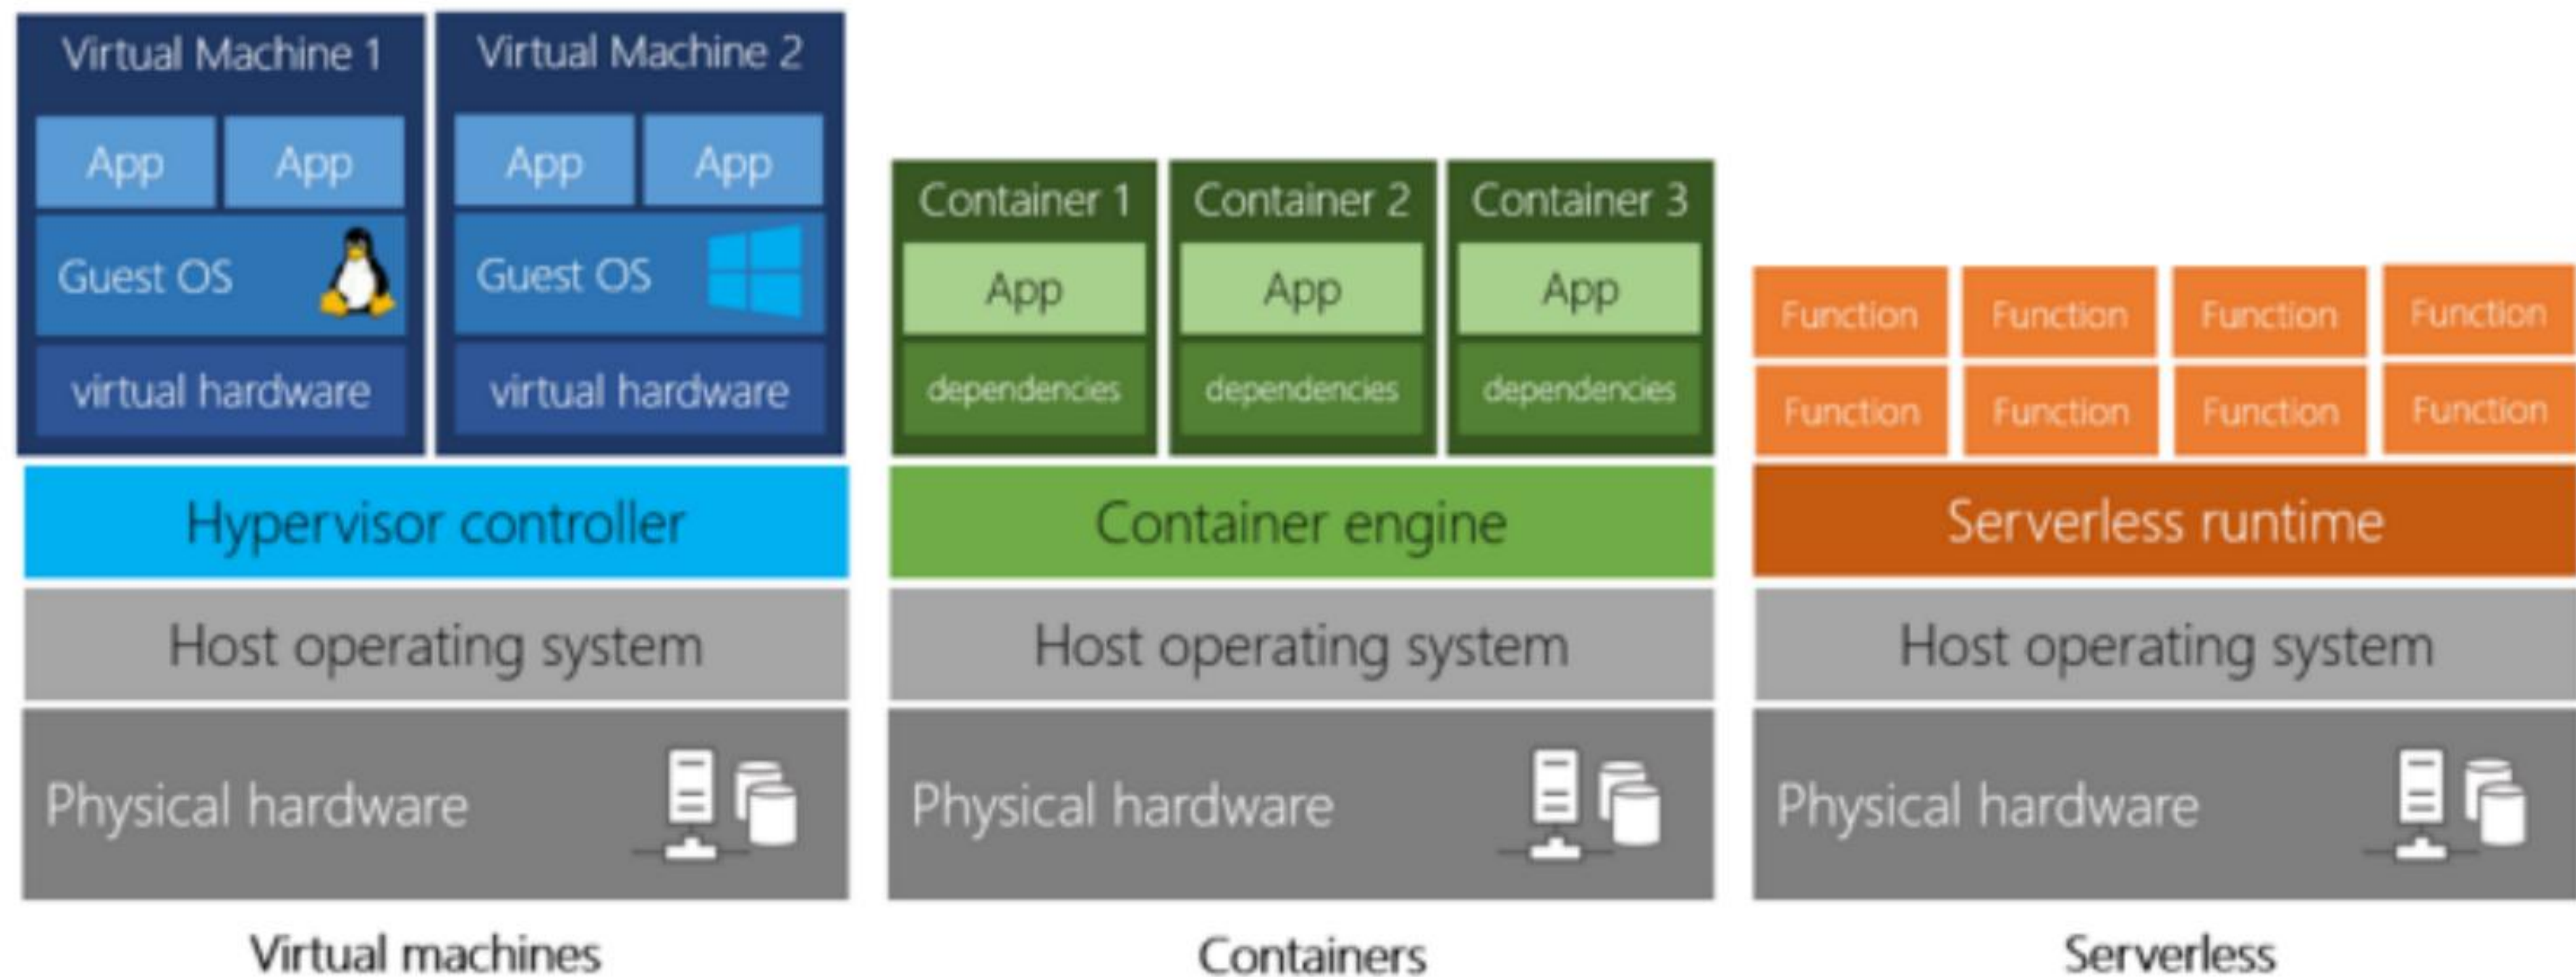 Virtual Machine 1
App App
Guest OS
virtual hardware
Virtual Machine 2
App App
Guest OS
virtual hardware
Hypervisor controller
Host operating system
Physical hardware
Virtual machines
Container 1
App
dependencies
Container 2
App
dependencies
Container 3
App
dependencies
Container engine
Host operating system
Physical hardware
Containers
Function Function Function Function
Function Function Function Function
Serverless runtime
Host operating system
Physical hardware
Serverless